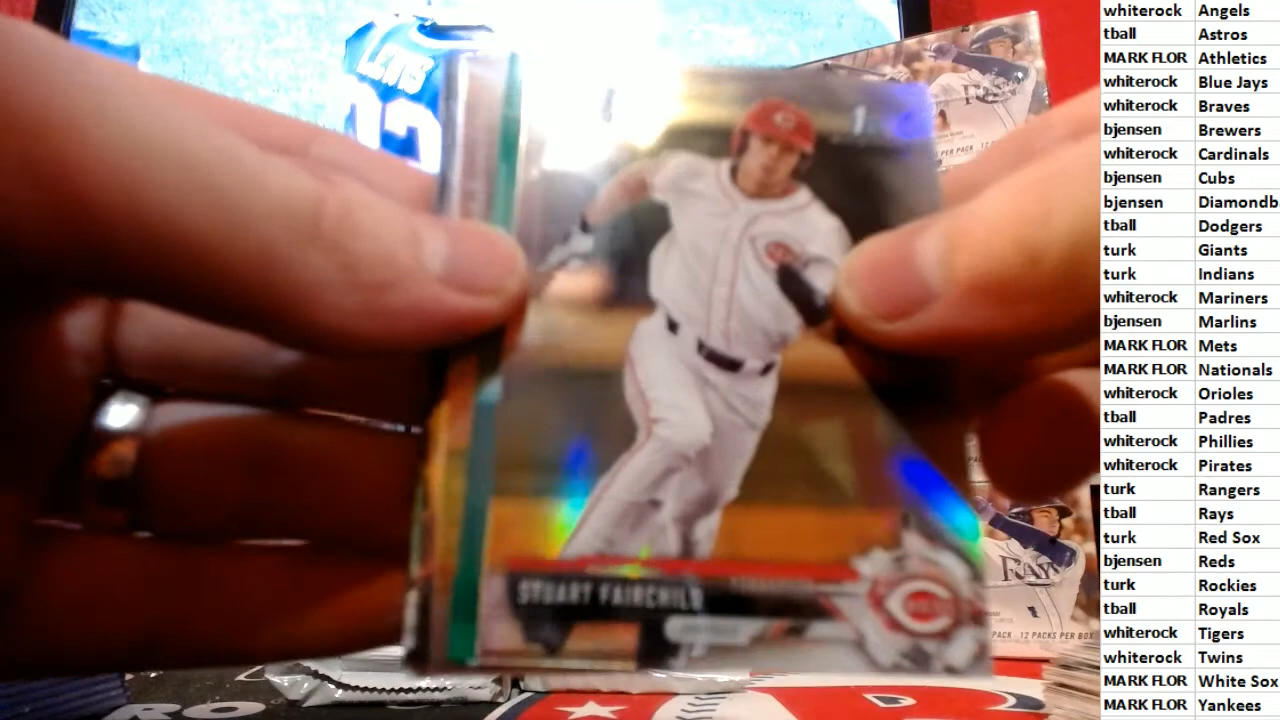 whiterock Angels
tball Astros
MARK FLOR Athletics
whiterock Blue Jays
whiterock Braves
bjensen Brewers
whiterock Cardinals
bjensen Cubs
bjensen Diamondb
tball Dodgers
turk Giants
turk Indians
whiterock Mariners
bjensen Marlins
MARK FLOR Mets
MARK FLOR Nationals
whiterock Orioles
tball Padres
whiterock Phillies
whiterock Pirates
turk Rangers
tball Rays
turk Red Sox
bjensen Reds
turk Rockies
tball Royals
whiterock Tigers
whiterock Twins
MARK FLOR White Sox
MARK FLOR Yankees
STUART FAIRCHILD
PER PACK · 12
RAYS
PACK · 12 PACKS PER BOX
RO